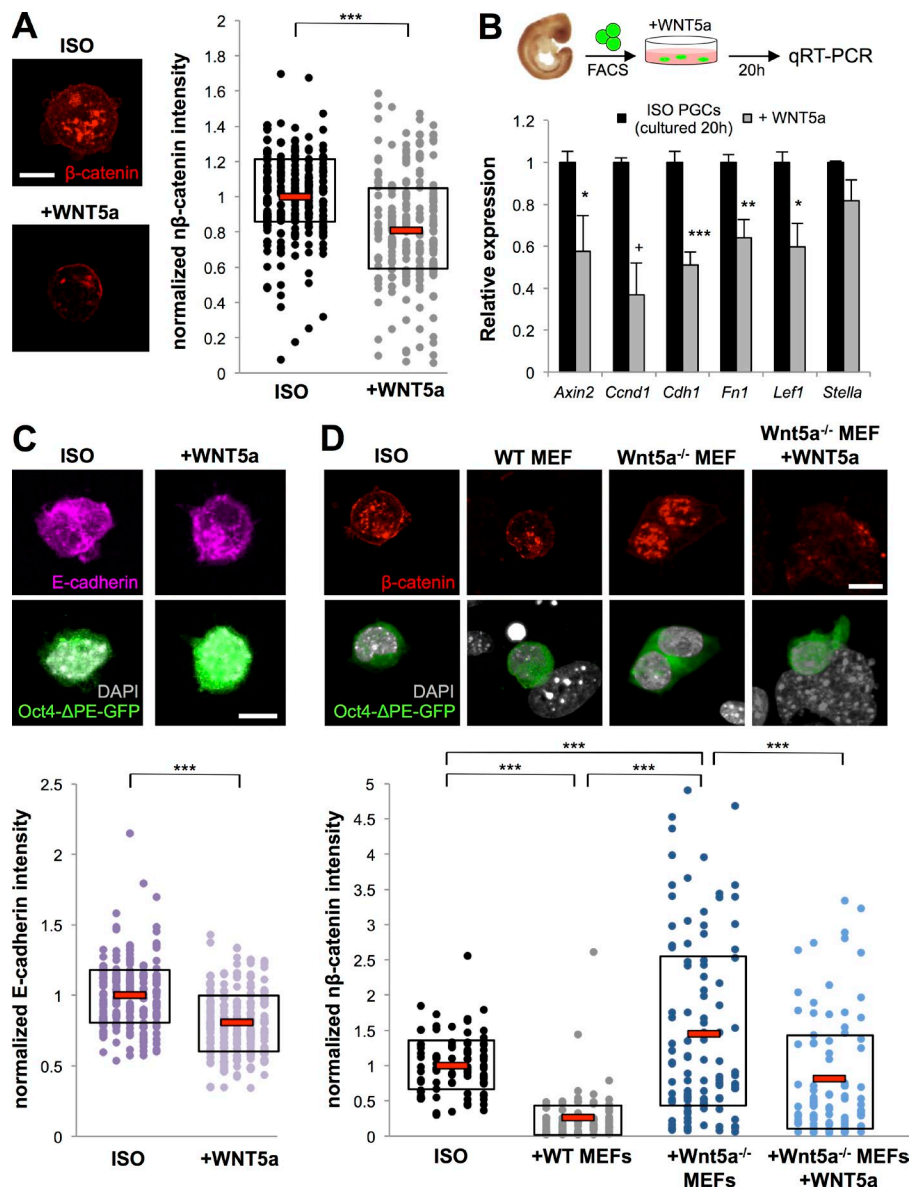 A
ISO
β-catenin
+WNT5a
***
normalized nβ-catenin intensity
1.8
1.6
1.4
1.2
1
0.8
0.6
0.4
0.2
0
ISO
+WNT5a
B
FACS
+WNT5a
20h
qRT-PCR
ISO PGCs
(cultured 20h)
+ WNT5a
Relative expression
1.2
1
0.8
0.6
0.4
0.2
0
*
+
***
**
*
Axin2
Ccnd1
Cdh1
Fn1
Lef1
Stella
C
ISO
+WNT5a
E-cadherin
DAPI
Oct4-ΔPE-GFP
***
normalized E-cadherin intensity
2.5
2
1.5
1
0.5
0
ISO
+WNT5a
D
ISO
WT MEF
Wnt5a-/- MEF
Wnt5a-/- MEF
+WNT5a
β-catenin
DAPI
Oct4-ΔPE-GFP
***
***
***
***
normalized nβ-catenin intensity
5
4.5
4
3.5
3
2.5
2
1.5
1
0.5
0
ISO
+WT MEFs
+Wnt5a-/-
MEFs
+Wnt5a-/- MEFs
+WNT5a